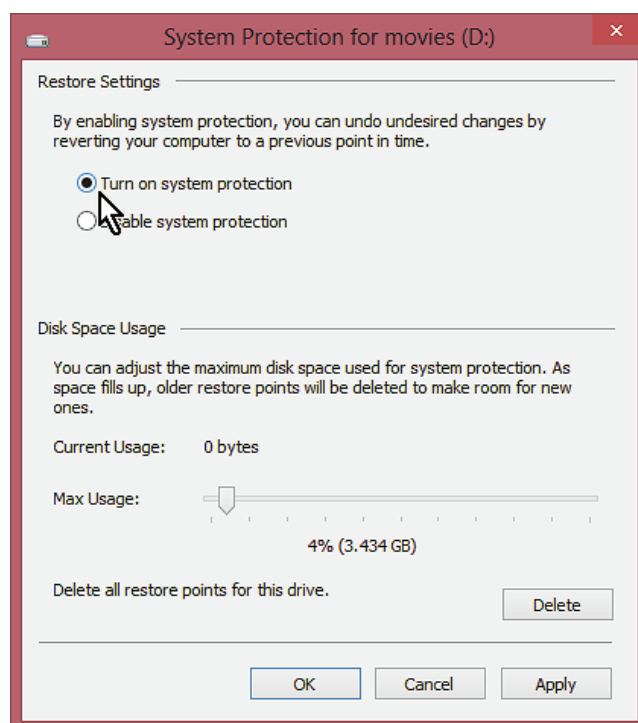 System Protection for movies (D:)
Restore Settings
By enabling system protection, you can undo undesired changes by
reverting your computer to a previous point in time.
Turn on system protection
able system protection
Disk Space Usage
You can adjust the maximum disk space used for system protection. As
space fills up, older restore points will be deleted to make room for new
ones.
Current Usage: 0 bytes
Max Usage:
4% (3.434 GB)
Delete all restore points for this drive.
Delete
OK Cancel Apply